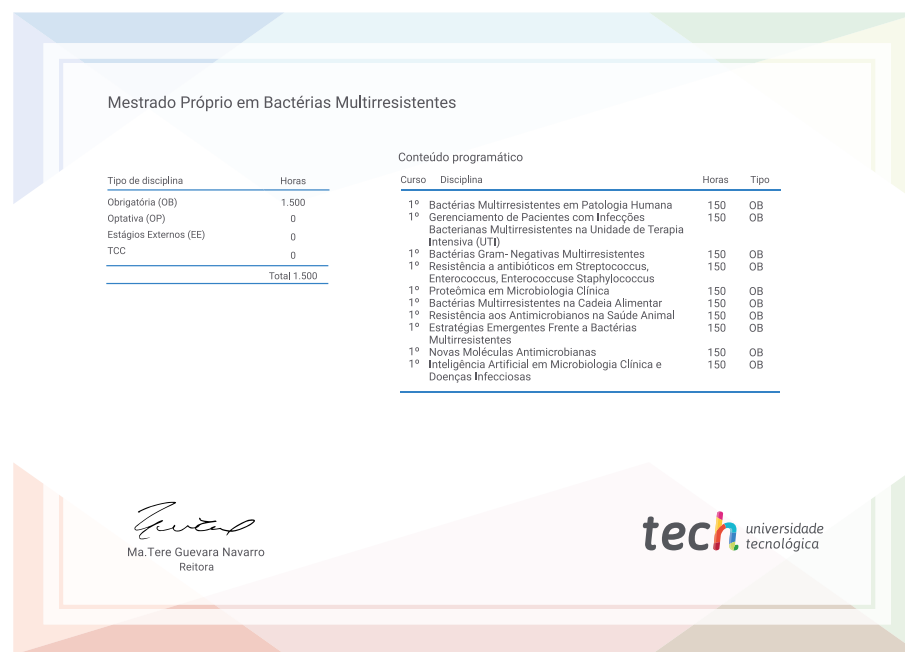 Mestrado Próprio em Bactérias Multirresistentes
Tipo de disciplina Horas
Obrigatória (OB) 1.500
Optativa (OP) 0
Estágios Externos (EE) 0
TCC 0
Total 1.500
Conteúdo programático
Curso Disciplina Horas Tipo
1º Bactérias Multirresistentes em Patologia Humana 150 OB
1º Gerenciamento de Pacientes com Infecções 150 OB
Bacterianas Multirresistentes na Unidade de Terapia
Intensiva (UTI)
1º Bactérias Gram- Negativas Multirresistentes 150 OB
1º Resistência a antibióticos em Streptococcus, 150 OB
Enterococcus, Enterococcuse Staphylococcus
1º Proteômica em Microbiologia Clínica 150 OB
1º Bactérias Multirresistentes na Cadeia Alimentar 150 OB
1º Resistência aos Antimicrobianos na Saúde Animal 150 OB
1º Estratégias Emergentes Frente a Bactérias 150 OB
Multirresistentes
1º Novas Moléculas Antimicrobianas 150 OB
1º Inteligência Artificial em Microbiologia Clínica e 150 OB
Doenças Infecciosas
Ma.Tere Guevara Navarro
Reitora
tech universidade
tecnológica